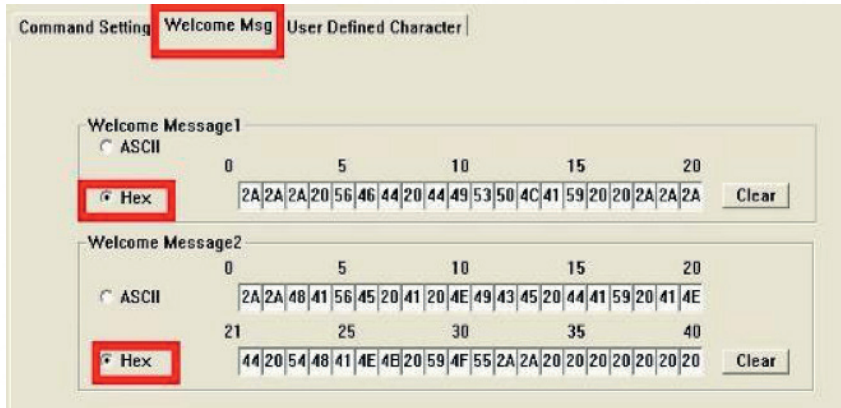 Command Setting Welcome Msg User Defined Character
Welcome Message1
ASCII
0 5 10 15 20
Hex 2A 2A 2A 20 56 46 44 20 44 49 53 50 4C 41 59 20 20 2A 2A 2A Clear
Welcome Message2
0 5 10 15 20
ASCII 2A 2A 48 41 56 45 20 41 20 4E 49 43 45 20 44 41 59 20 41 4E
21 25 30 35 40
Hex 44 20 54 48 41 4E 4B 20 59 4F 55 2A 2A 20 20 20 20 20 20 20 Clear